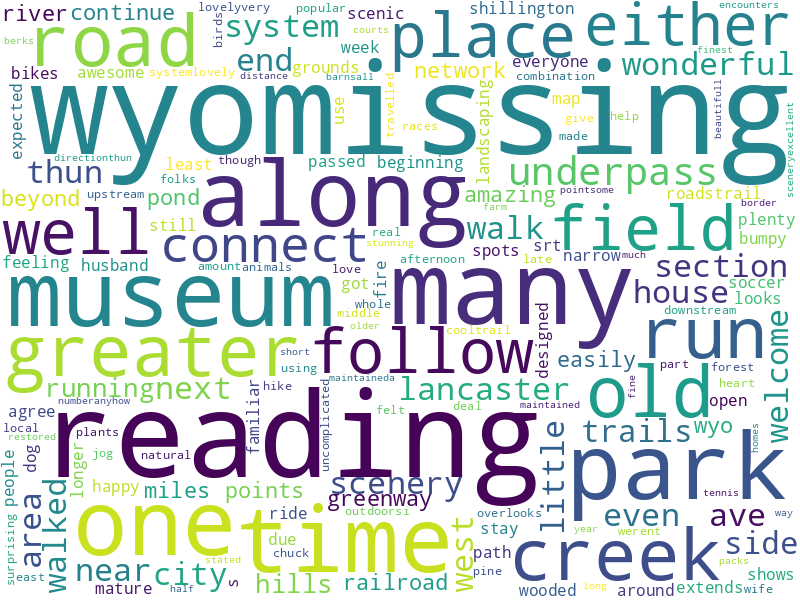 river
continue
lovelyvery
popular
scenic
shillington
encounters
berks
road
system
birds
courts
finest
place
either
bikes
awesome
systemlovely
end
week
grounds
distance
barnsall
network
everyone
combination
wonderful
expected
wyomissing
use
travelled
races
landscaping
map
give
made
help
beautifull
sceneryexcellent
directionthun
thun
least
though
passed
beginning
underpass
beyond
upstream
folks
pond
along
real
farm
stunning
amazing
pointsome
roadstrail
border
well
still
connect
walk
field
plenty
bumpy
feeling
husband
amount
animals
love
whole
fire
afternoon
spots
late
srt
narrow
much
section
museum
got
middle
older
many
designed
house
soccer
looks
downstream
greater
short
using
follow
cooltrail
easily
part
forest
run
welcome
runningnext
hike
maintaineda
uncomplicated
felt
deal
lancaster
maintained
fine
old
heart
open
numberanyhow
agree
local
restored
plants
natural
familiar
reading
trails
wyo
tennis
homes
dog
people
surprising
longer
jog
happy
miles
points
scenery
greenway
outdoorsi
little
park
area
walked
one
ride
due
chuck
time
west
overlooks
stay
even
ave
way
side
near
city
stated
mature
s
half
east
hills
railroad
path
pine
werent
creek
year
wooded
long
around
packs
extends
shows
wife